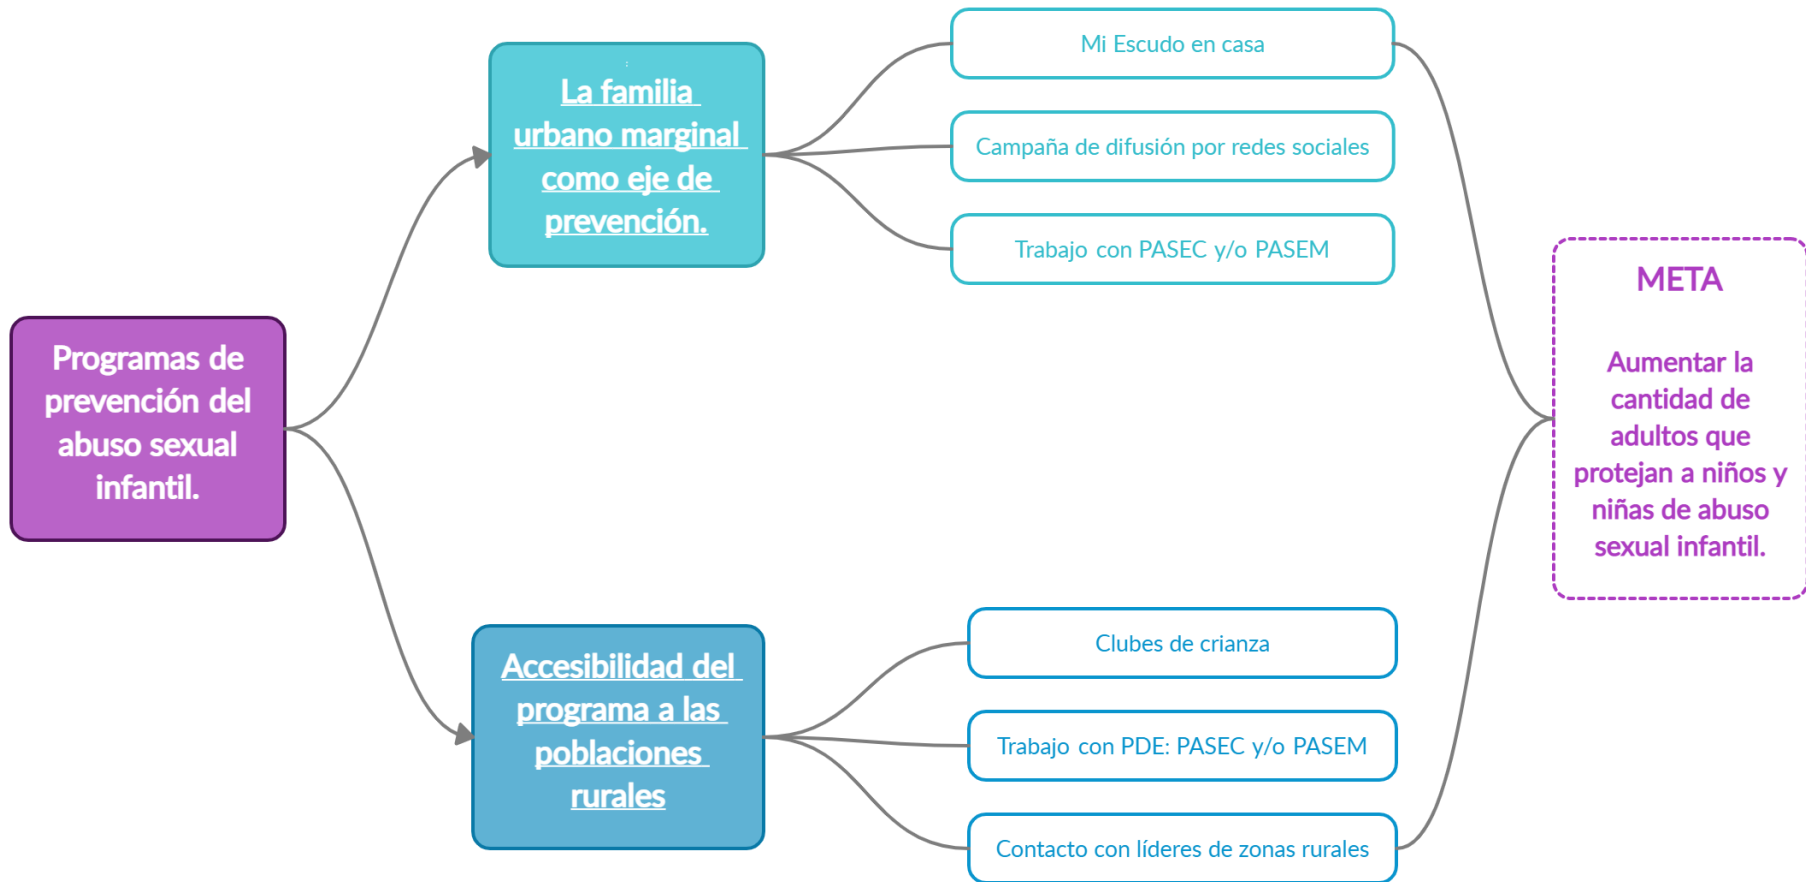 Programas de
prevención del
abuso sexual
infantil.
:
La familia
urbano marginal
como eje de
prevención.
Mi Escudo en casa
Campaña de difusión por redes sociales
Trabajo con PASEC y/o PASEM
Accesibilidad del
programa a las
poblaciones
rurales
Clubes de crianza
Trabajo con PDE: PASEC y/o PASEM
Contacto con líderes de zonas rurales
META
Aumentar la
cantidad de
adultos que
protejan a niños y
niñas de abuso
sexual infantil.